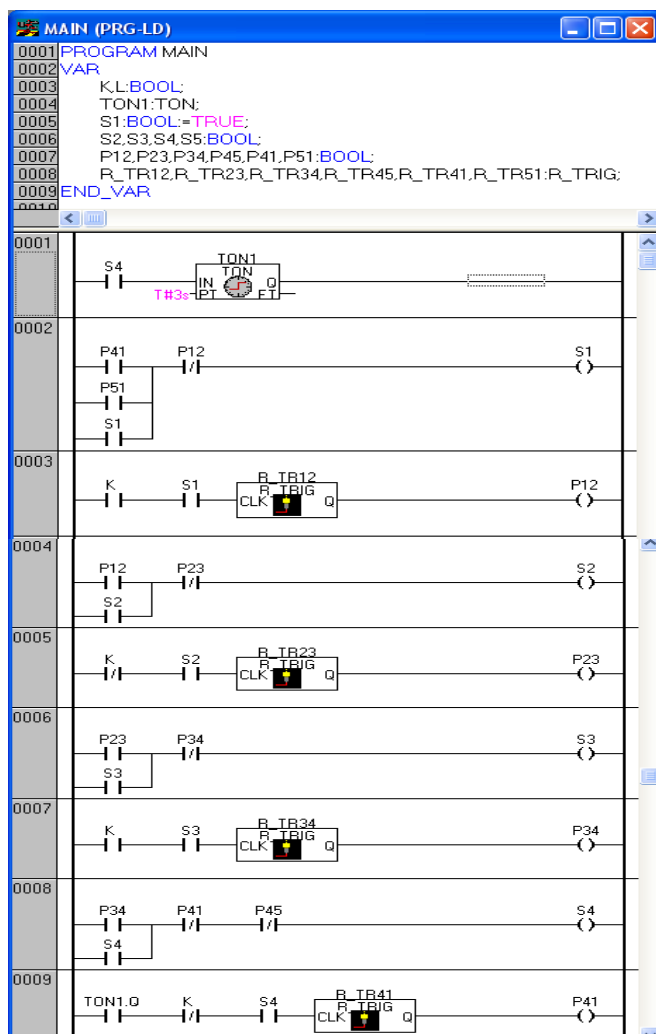 MAIN (PRG-LD)
0001 PROGRAM MAIN
0002 VAR
0003 K,L:BOOL;
0004 TON1:TON;
0005 S1:BOOL:=TRUE;
0006 S2,S3,S4,S5:BOOL;
0007 P12,P23,P34,P45,P41,P51:BOOL;
0008 R_TR12,R_TR23,R_TR34,R_TR45,R_TR41,R_TR51:R_TRIG;
0009 END_VAR
0010
0001
TON1
S4 TON
IN Q
T#3s PT ET
0002
P41 P12 S1
P51
S1
0003
R_TR12
K S1 R_TRIG P12
CLK Q
0004
P12 P23 S2
S2
0005
R_TR23
K S2 R_TRIG P23
CLK Q
0006
P23 P34 S3
S3
0007
R_TR34
K S3 R_TRIG P34
CLK Q
0008
P34 P41 P45 S4
S4
0009
R_TR41
TON1.Q K S4 R_TRIG P41
CLK Q